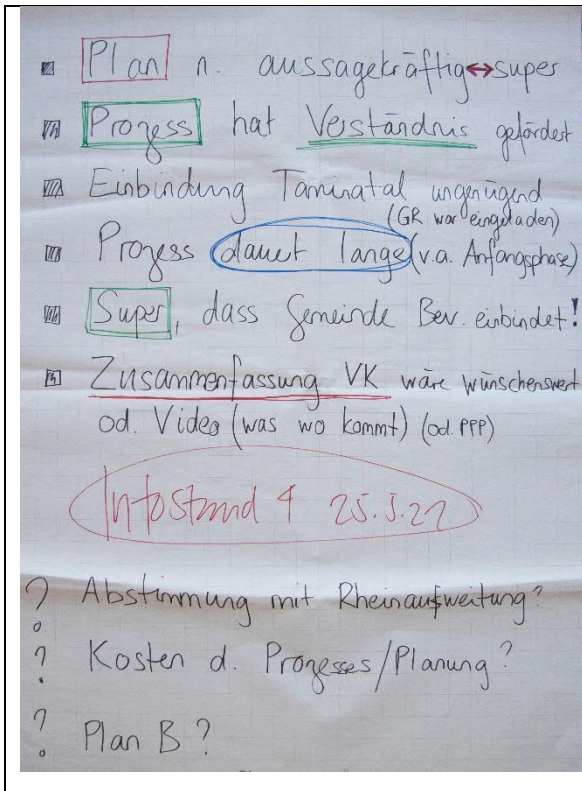 Plan n. aussagekräftig ↔ super
Prozess hat Verständnis gefördert
Einbindung Taminatal ungenügend
(GR war eingeladen)
Prozess dauert lange (v.a. Anfangsphase)
Super, dass Gemeinde Bev. einbindet!
Zusammenfassung VK wäre wünschenswert
od. Video (was wo kommt) (od. PPP)
Infostand 4 25.5.21
? Abstimmung mit Rheinaufweitung?
? Kosten d. Prozesses/Planung?
? Plan B?